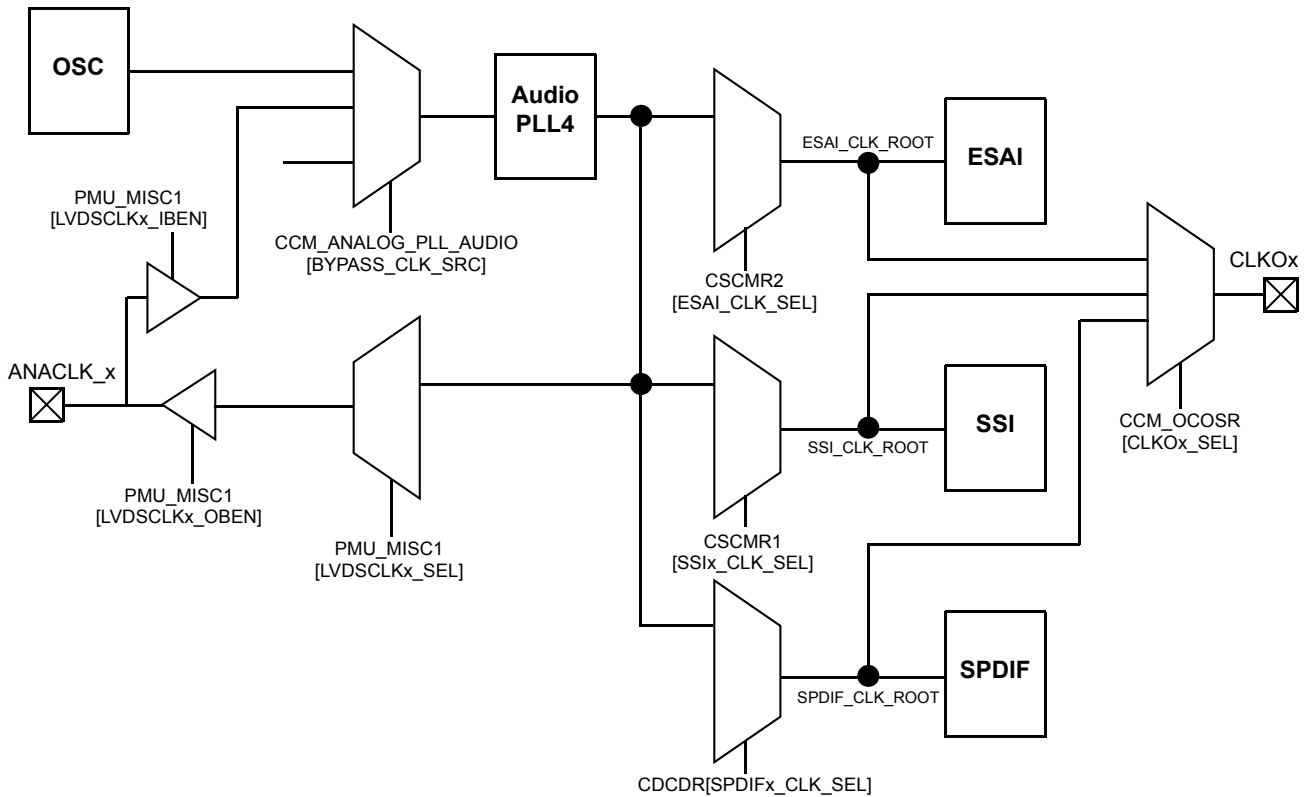 OSC
Audio
PLL4
ESAI_CLK_ROOT
ESAI
PMU_MISC1
[LVDSCLKx_IBEN]
CCM_ANALOG_PLL_AUDIO
[BYPASS_CLK_SRC]
CSCMR2
[ESAI_CLK_SEL]
CLKOx
ANACLK_x
SSI_CLK_ROOT
SSI
CCM_OCOSR
[CLKOx_SEL]
PMU_MISC1
[LVDSCLKx_OBEN]
PMU_MISC1
[LVDSCLKx_SEL]
CSCMR1
[SSIx_CLK_SEL]
SPDIF_CLK_ROOT
SPDIF
CDCDR[SPDIFx_CLK_SEL]